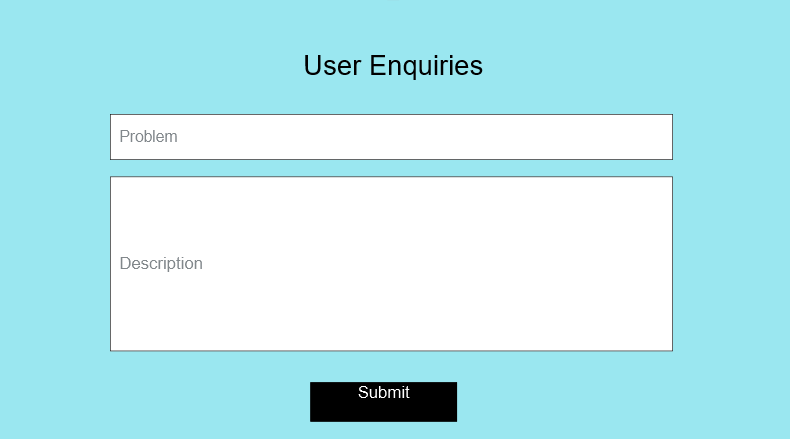 User Enquiries
Problem
Description
Submit